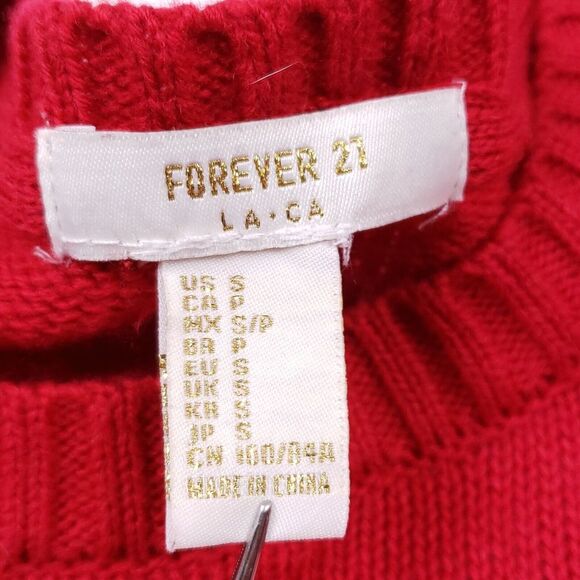 FOREVER 21
LA·CA
US S
CA P
MX S/P
BR P
EU S
UK S
KR S
JP S
CN 160/84A
MADE IN CHINA